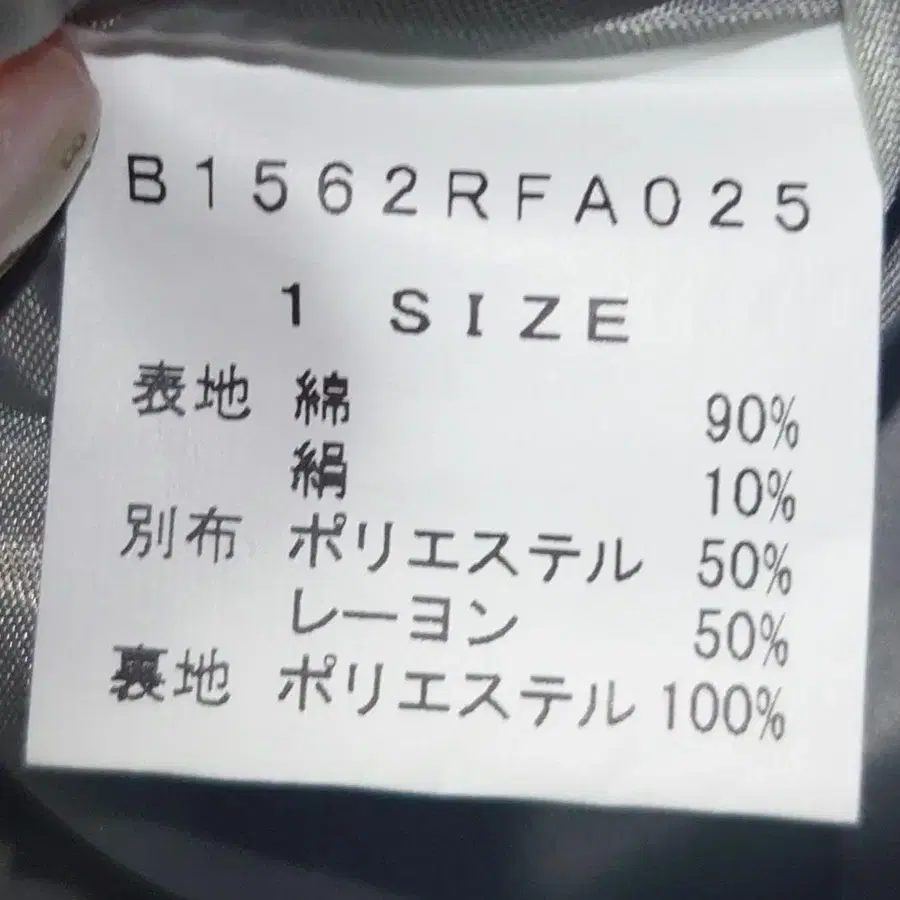 B1562RFA025
1 SIZE
表地 綿 90%
絹 10%
別布 ポリエステル 50%
レーヨン 50%
裏地 ポリエステル 100%